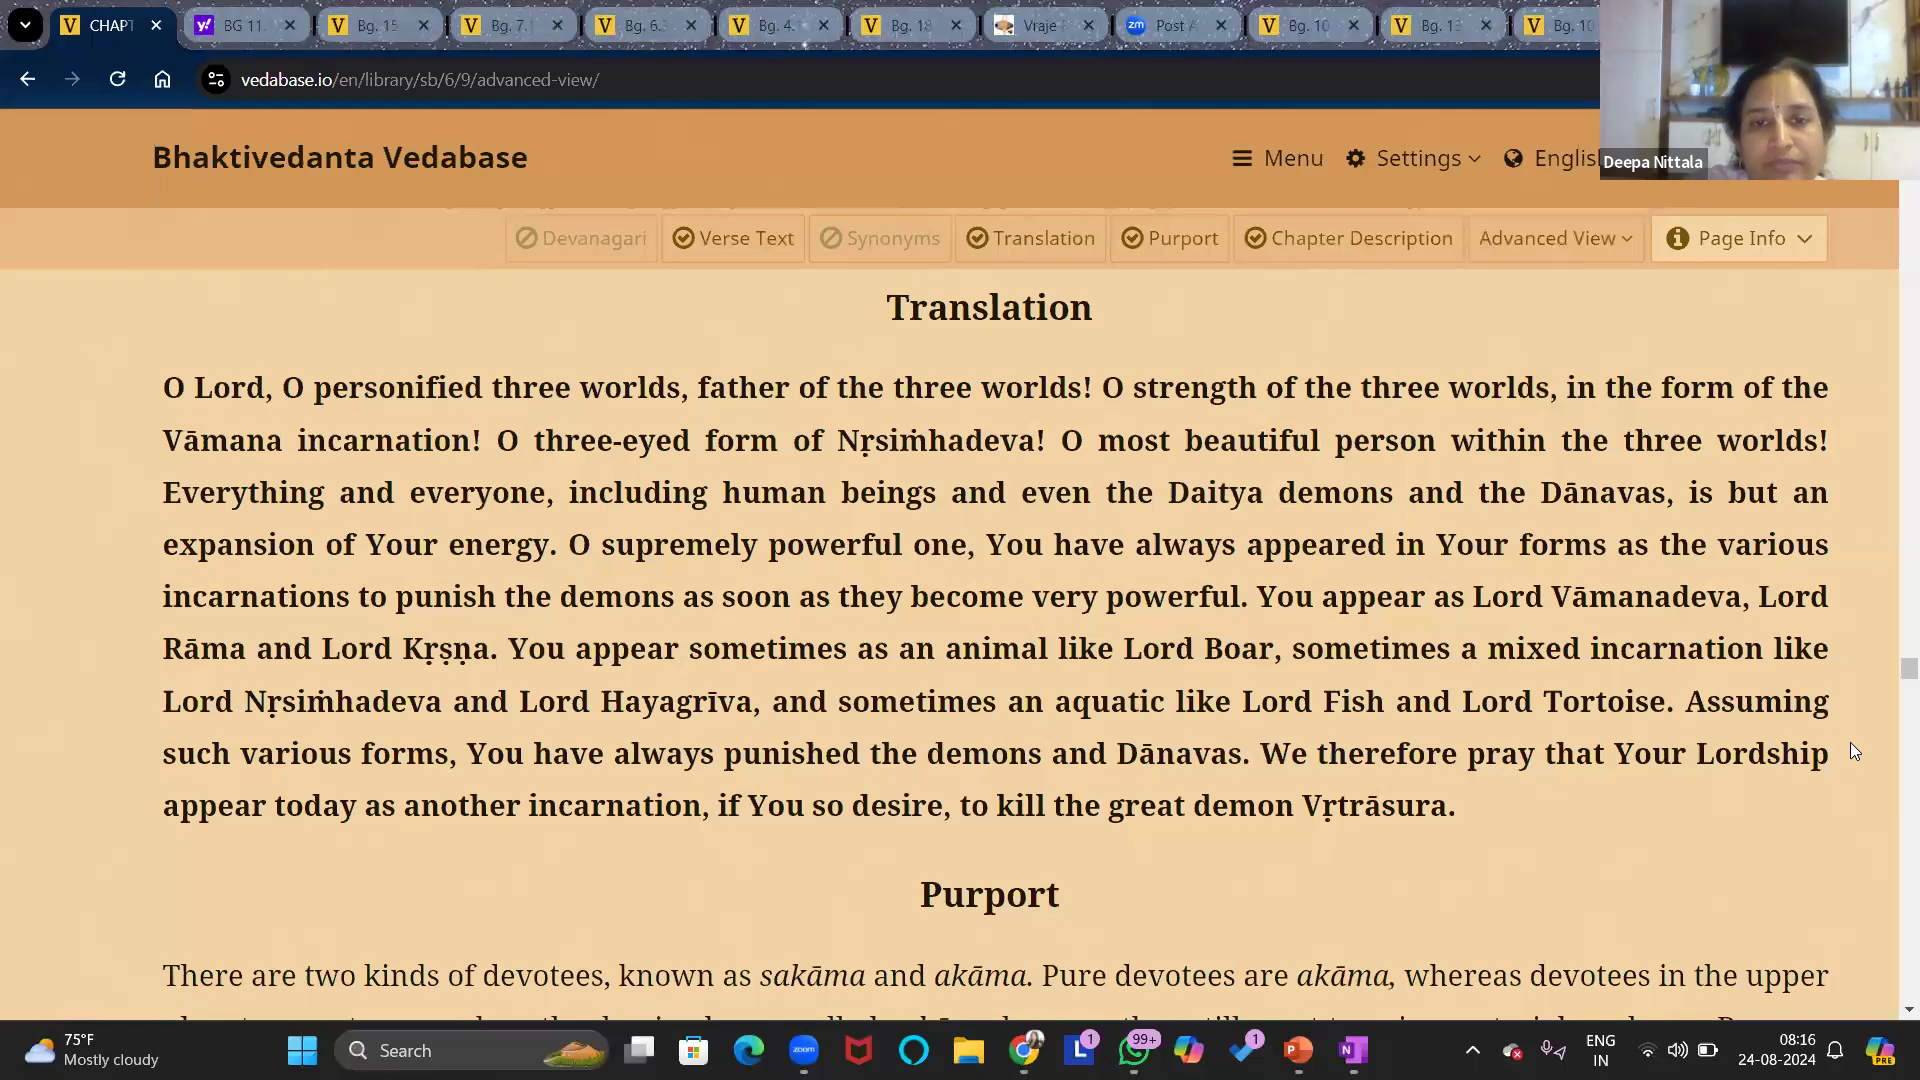 CHAPT
BG 11.
Bg. 15
Bg. 7.
Bg. 6.
Bg. 4.
Bg. 18
Vraje
Post A
Bg. 10
Bg. 13
Bg. 10
vedabase.io/en/library/sb/6/9/advanced-view/
Bhaktivedanta Vedabase
Menu
Settings
Deepa Nittala
Devanagari
Verse Text
Synonyms
Translation
Purport
Chapter Description
Advanced View
Page Info
Translation
O Lord, O personified three worlds, father of the three worlds! O strength of the three worlds, in the form of the
Vāmana incarnation! O three-eyed form of Nṛsiṁhadeva! O most beautiful person within the three worlds!
Everything and everyone, including human beings and even the Daitya demons and the Dānavas, is but an
expansion of Your energy. O supremely powerful one, You have always appeared in Your forms as the various
incarnations to punish the demons as soon as they become very powerful. You appear as Lord Vāmanadeva, Lord
Rāma and Lord Kṛṣṇa. You appear sometimes as an animal like Lord Boar, sometimes a mixed incarnation like
Lord Nṛsiṁhadeva and Lord Hayagrīva, and sometimes an aquatic like Lord Fish and Lord Tortoise. Assuming
such various forms, You have always punished the demons and Dānavas. We therefore pray that Your Lordship
appear today as another incarnation, if You so desire, to kill the great demon Vṛtrāsura.
Purport
There are two kinds of devotees, known as sakāma and akāma. Pure devotees are akāma, whereas devotees in the upper
75°F
Mostly cloudy
Search
zoom
1
99+
1
ENG
IN
08:16
24-08-2024
PRE